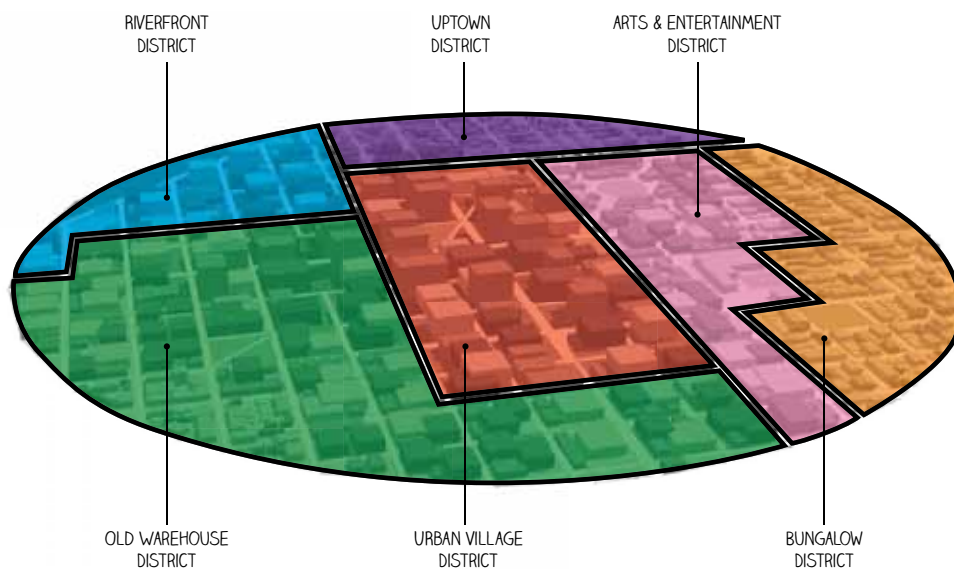 RIVERFRONT
DISTRICT
UPTOWN
DISTRICT
ARTS & ENTERTAINMENT
DISTRICT
OLD WAREHOUSE
DISTRICT
URBAN VILLAGE
DISTRICT
BUNGALOW
DISTRICT